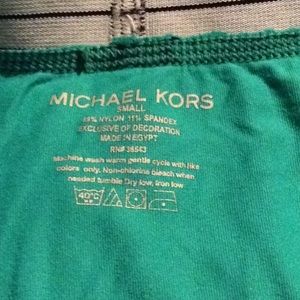 MICHAEL KORS
SMALL
89% NYLON 11% SPANDEX
EXCLUSIVE OF DECORATION
MADE IN EGYPT
RN# 36543
Machine wash warm gentle cycle with like
colors only, Non-chlorine bleach when
needed tumble Dry low, iron low
40°C